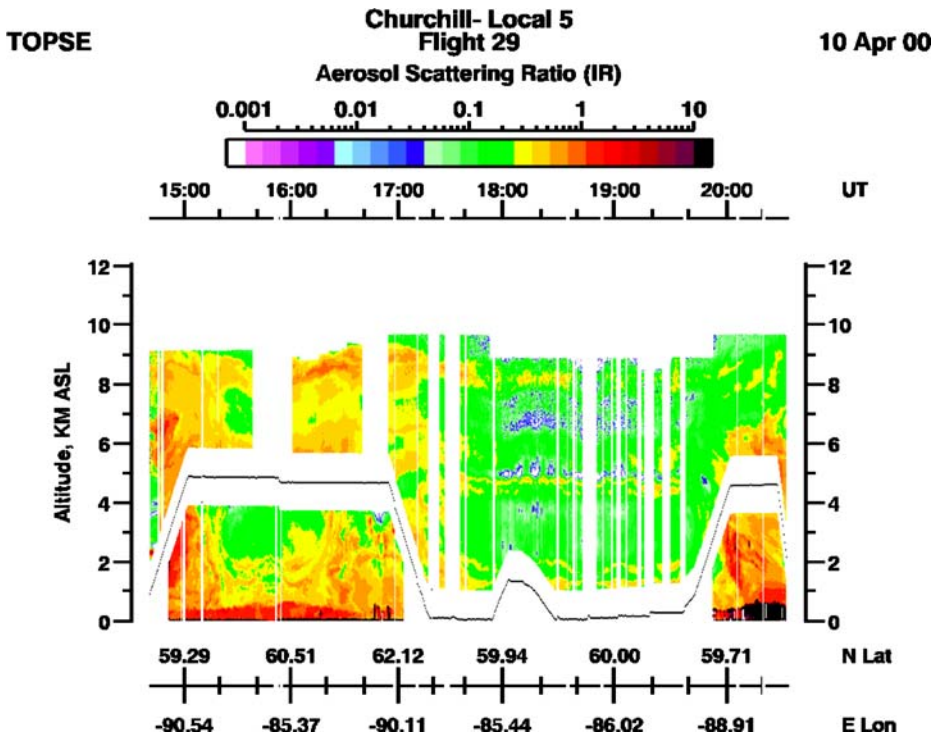 Churchill- Local 5
TOPSE Flight 29 10 Apr 00
Aerosol Scattering Ratio (IR)
0.001 0.01 0.1 1 10
15:00 16:00 17:00 18:00 19:00 20:00 UT
12 12
10 10
8 8
6 6
4 4
2 2
0 0
Altitude, KM ASL
59.29 60.51 62.12 59.94 60.00 59.71 N Lat
-90.54 -85.37 -90.11 -85.44 -86.02 -88.91 E Lon